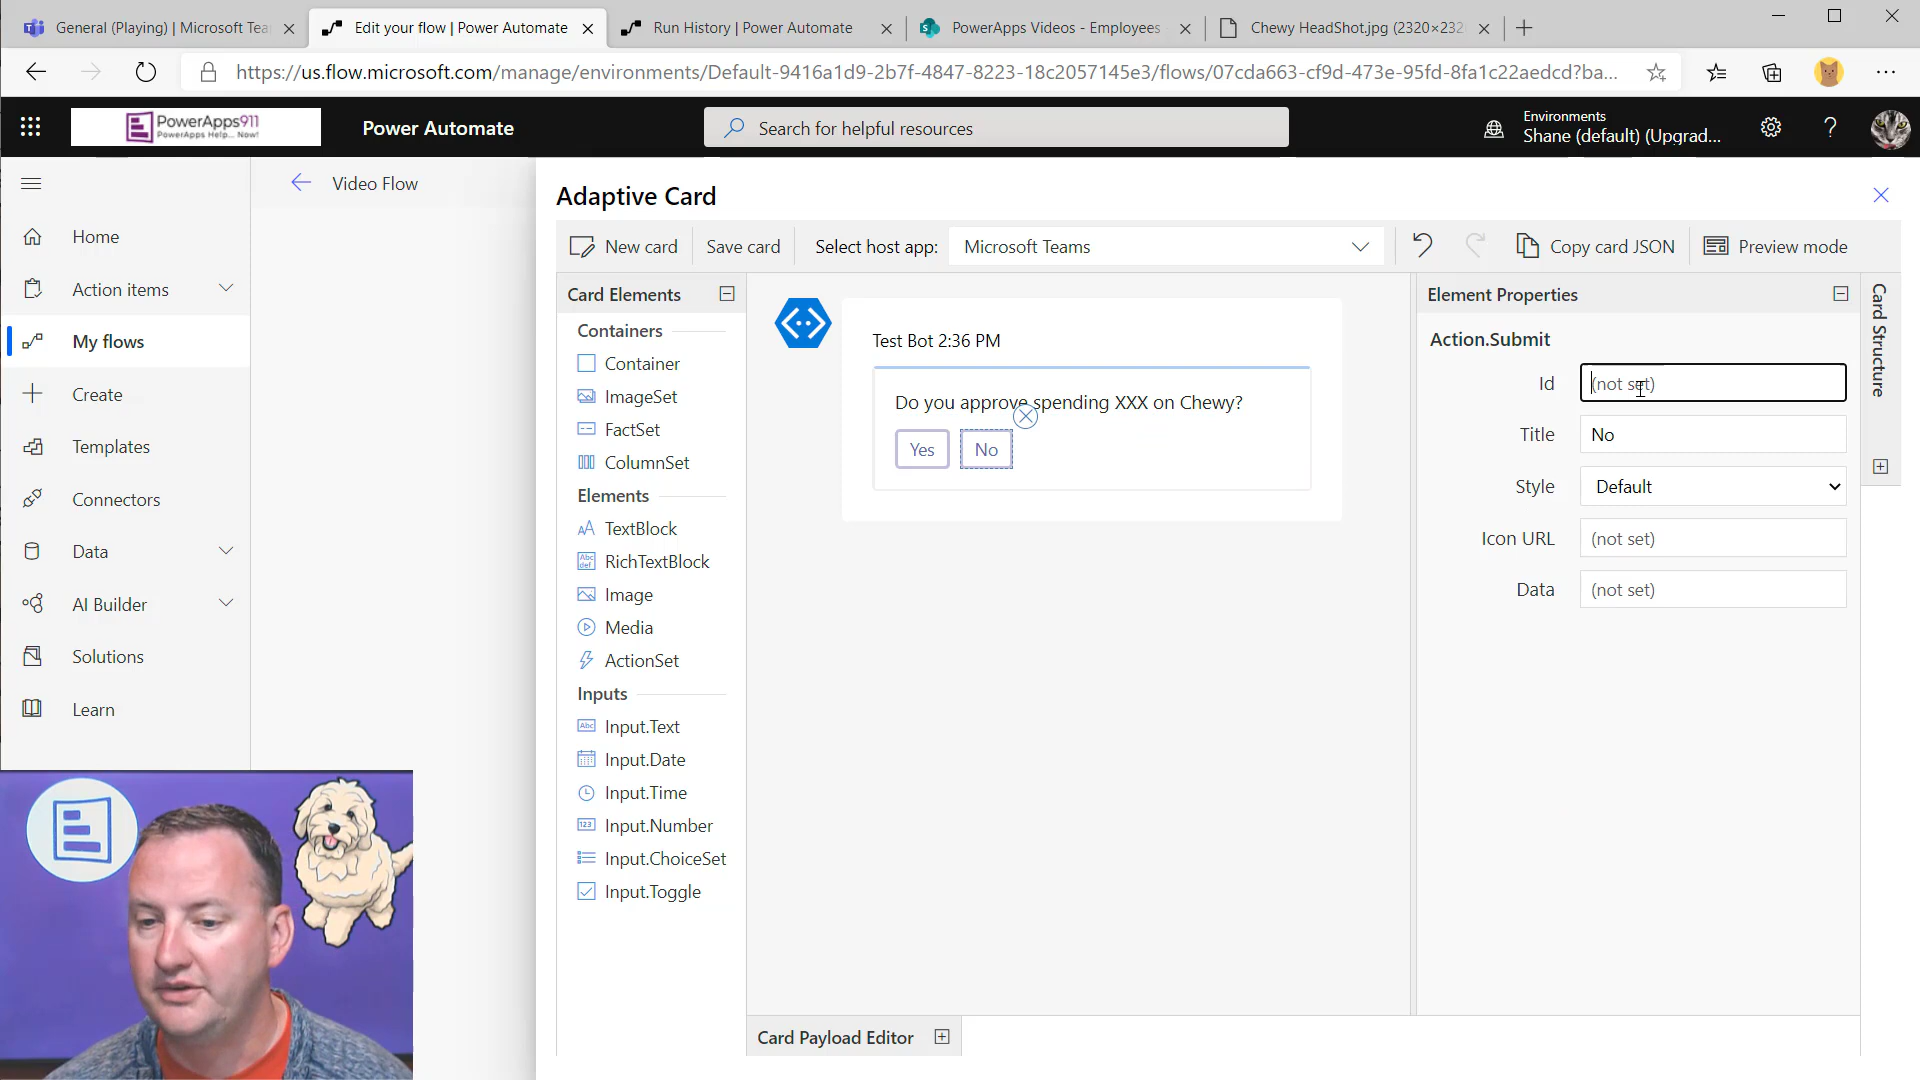 General (Playing) | Microsoft Tea
Edit your flow | Power Automate
Run History | Power Automate
PowerApps Videos - Employees
Chewy HeadShot.jpg (2320×232
https://us.flow.microsoft.com/manage/environments/Default-9416a1d9-2b7f-4847-8223-18c2057145e3/flows/07cda663-cf9d-473e-95fd-8fa1c22aedcd?ba...
PowerApps911
PowerApps Help... Now!
Power Automate
Search for helpful resources
Environments
Shane (default) (Upgrad...
Home
Action items
My flows
Create
Templates
Connectors
Data
AI Builder
Solutions
Learn
Video Flow
Adaptive Card
New card
Save card
Select host app:
Microsoft Teams
Copy card JSON
Preview mode
Card Elements
Containers
Container
ImageSet
FactSet
ColumnSet
Elements
TextBlock
RichTextBlock
Image
Media
ActionSet
Inputs
Input.Text
Input.Date
Input.Time
Input.Number
Input.ChoiceSet
Input.Toggle
Test Bot 2:36 PM
Do you approve spending XXX on Chewy?
Yes
No
Card Payload Editor
Element Properties
Action.Submit
Id (not set)
Title No
Style Default
Icon URL (not set)
Data (not set)
Card Structure